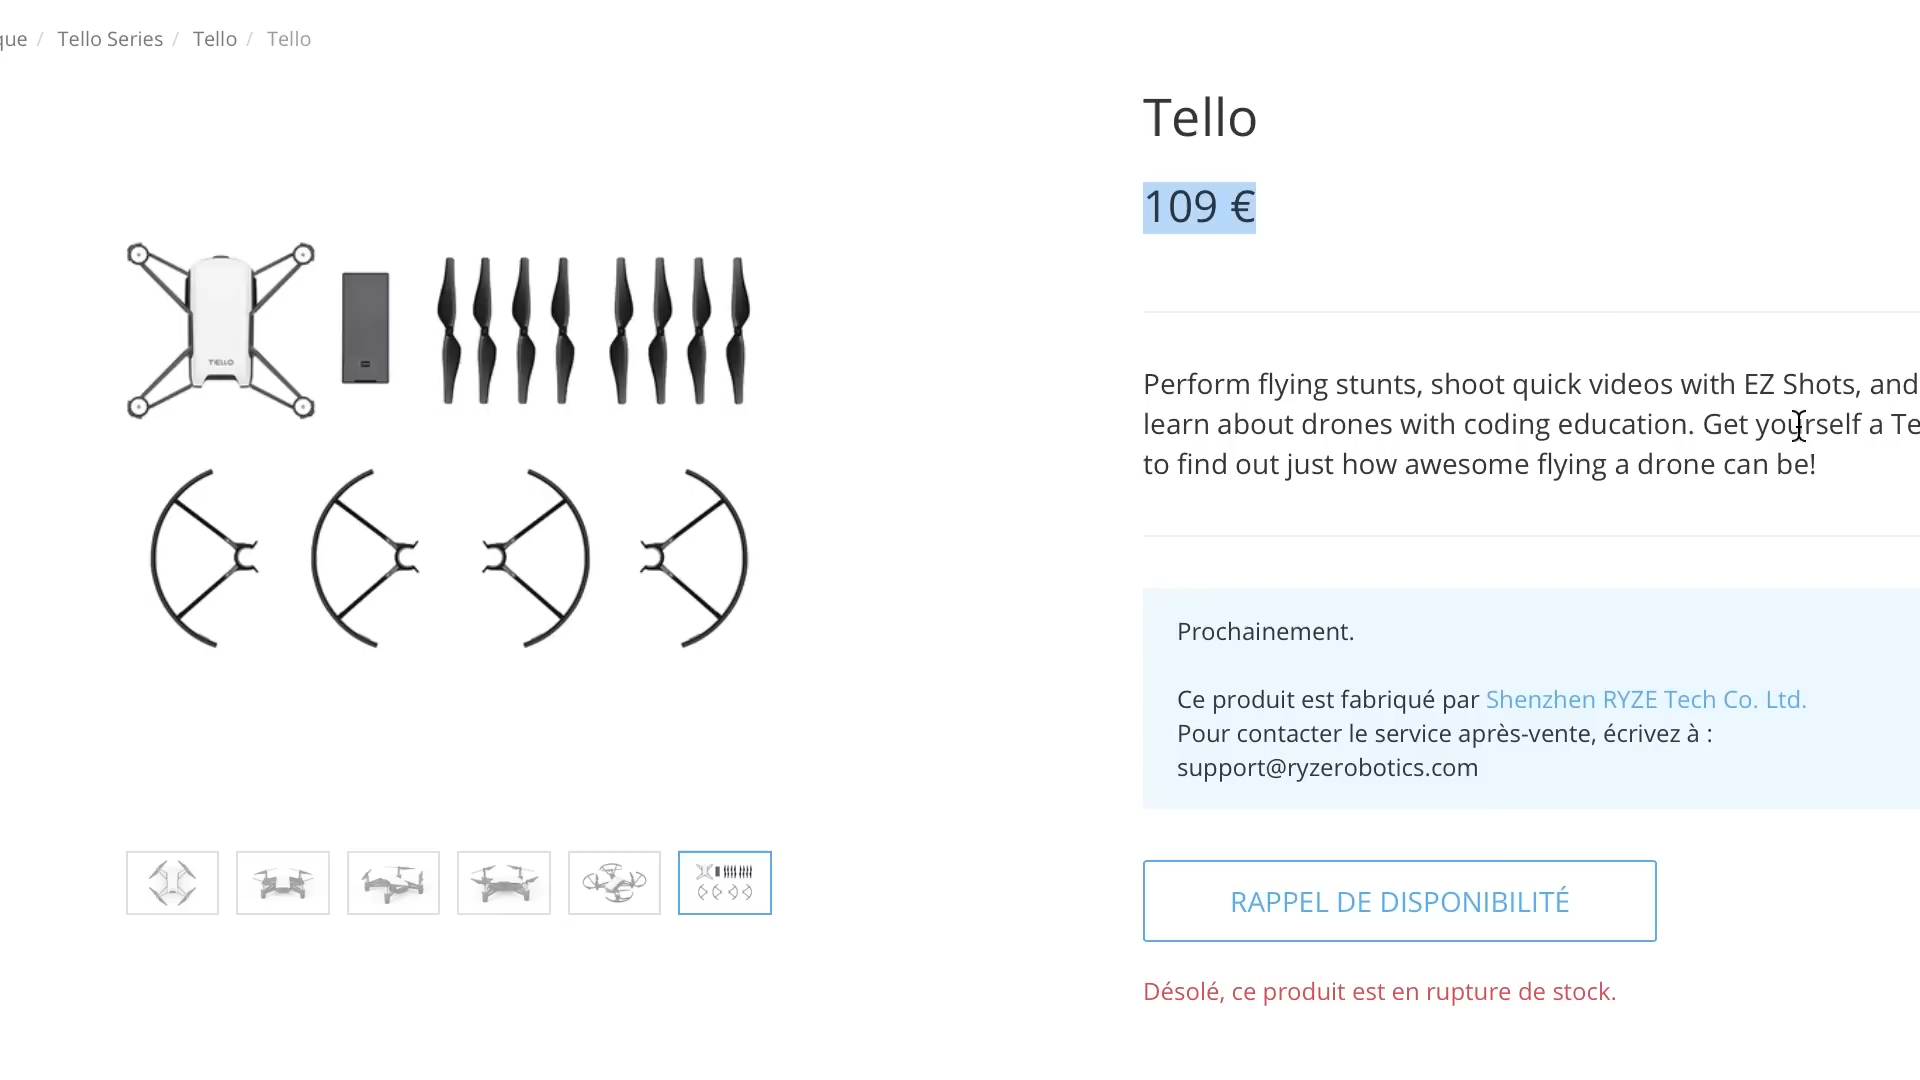 que / Tello Series / Tello / Tello
Tello
109 €
TELLO
Perform flying stunts, shoot quick videos with EZ Shots, and
learn about drones with coding education. Get yourself a Te
to find out just how awesome flying a drone can be!
Prochainement.
Ce produit est fabriqué par Shenzhen RYZE Tech Co. Ltd.
Pour contacter le service après-vente, écrivez à :
support@ryzerobotics.com
RAPPEL DE DISPONIBILITÉ
Désolé, ce produit est en rupture de stock.